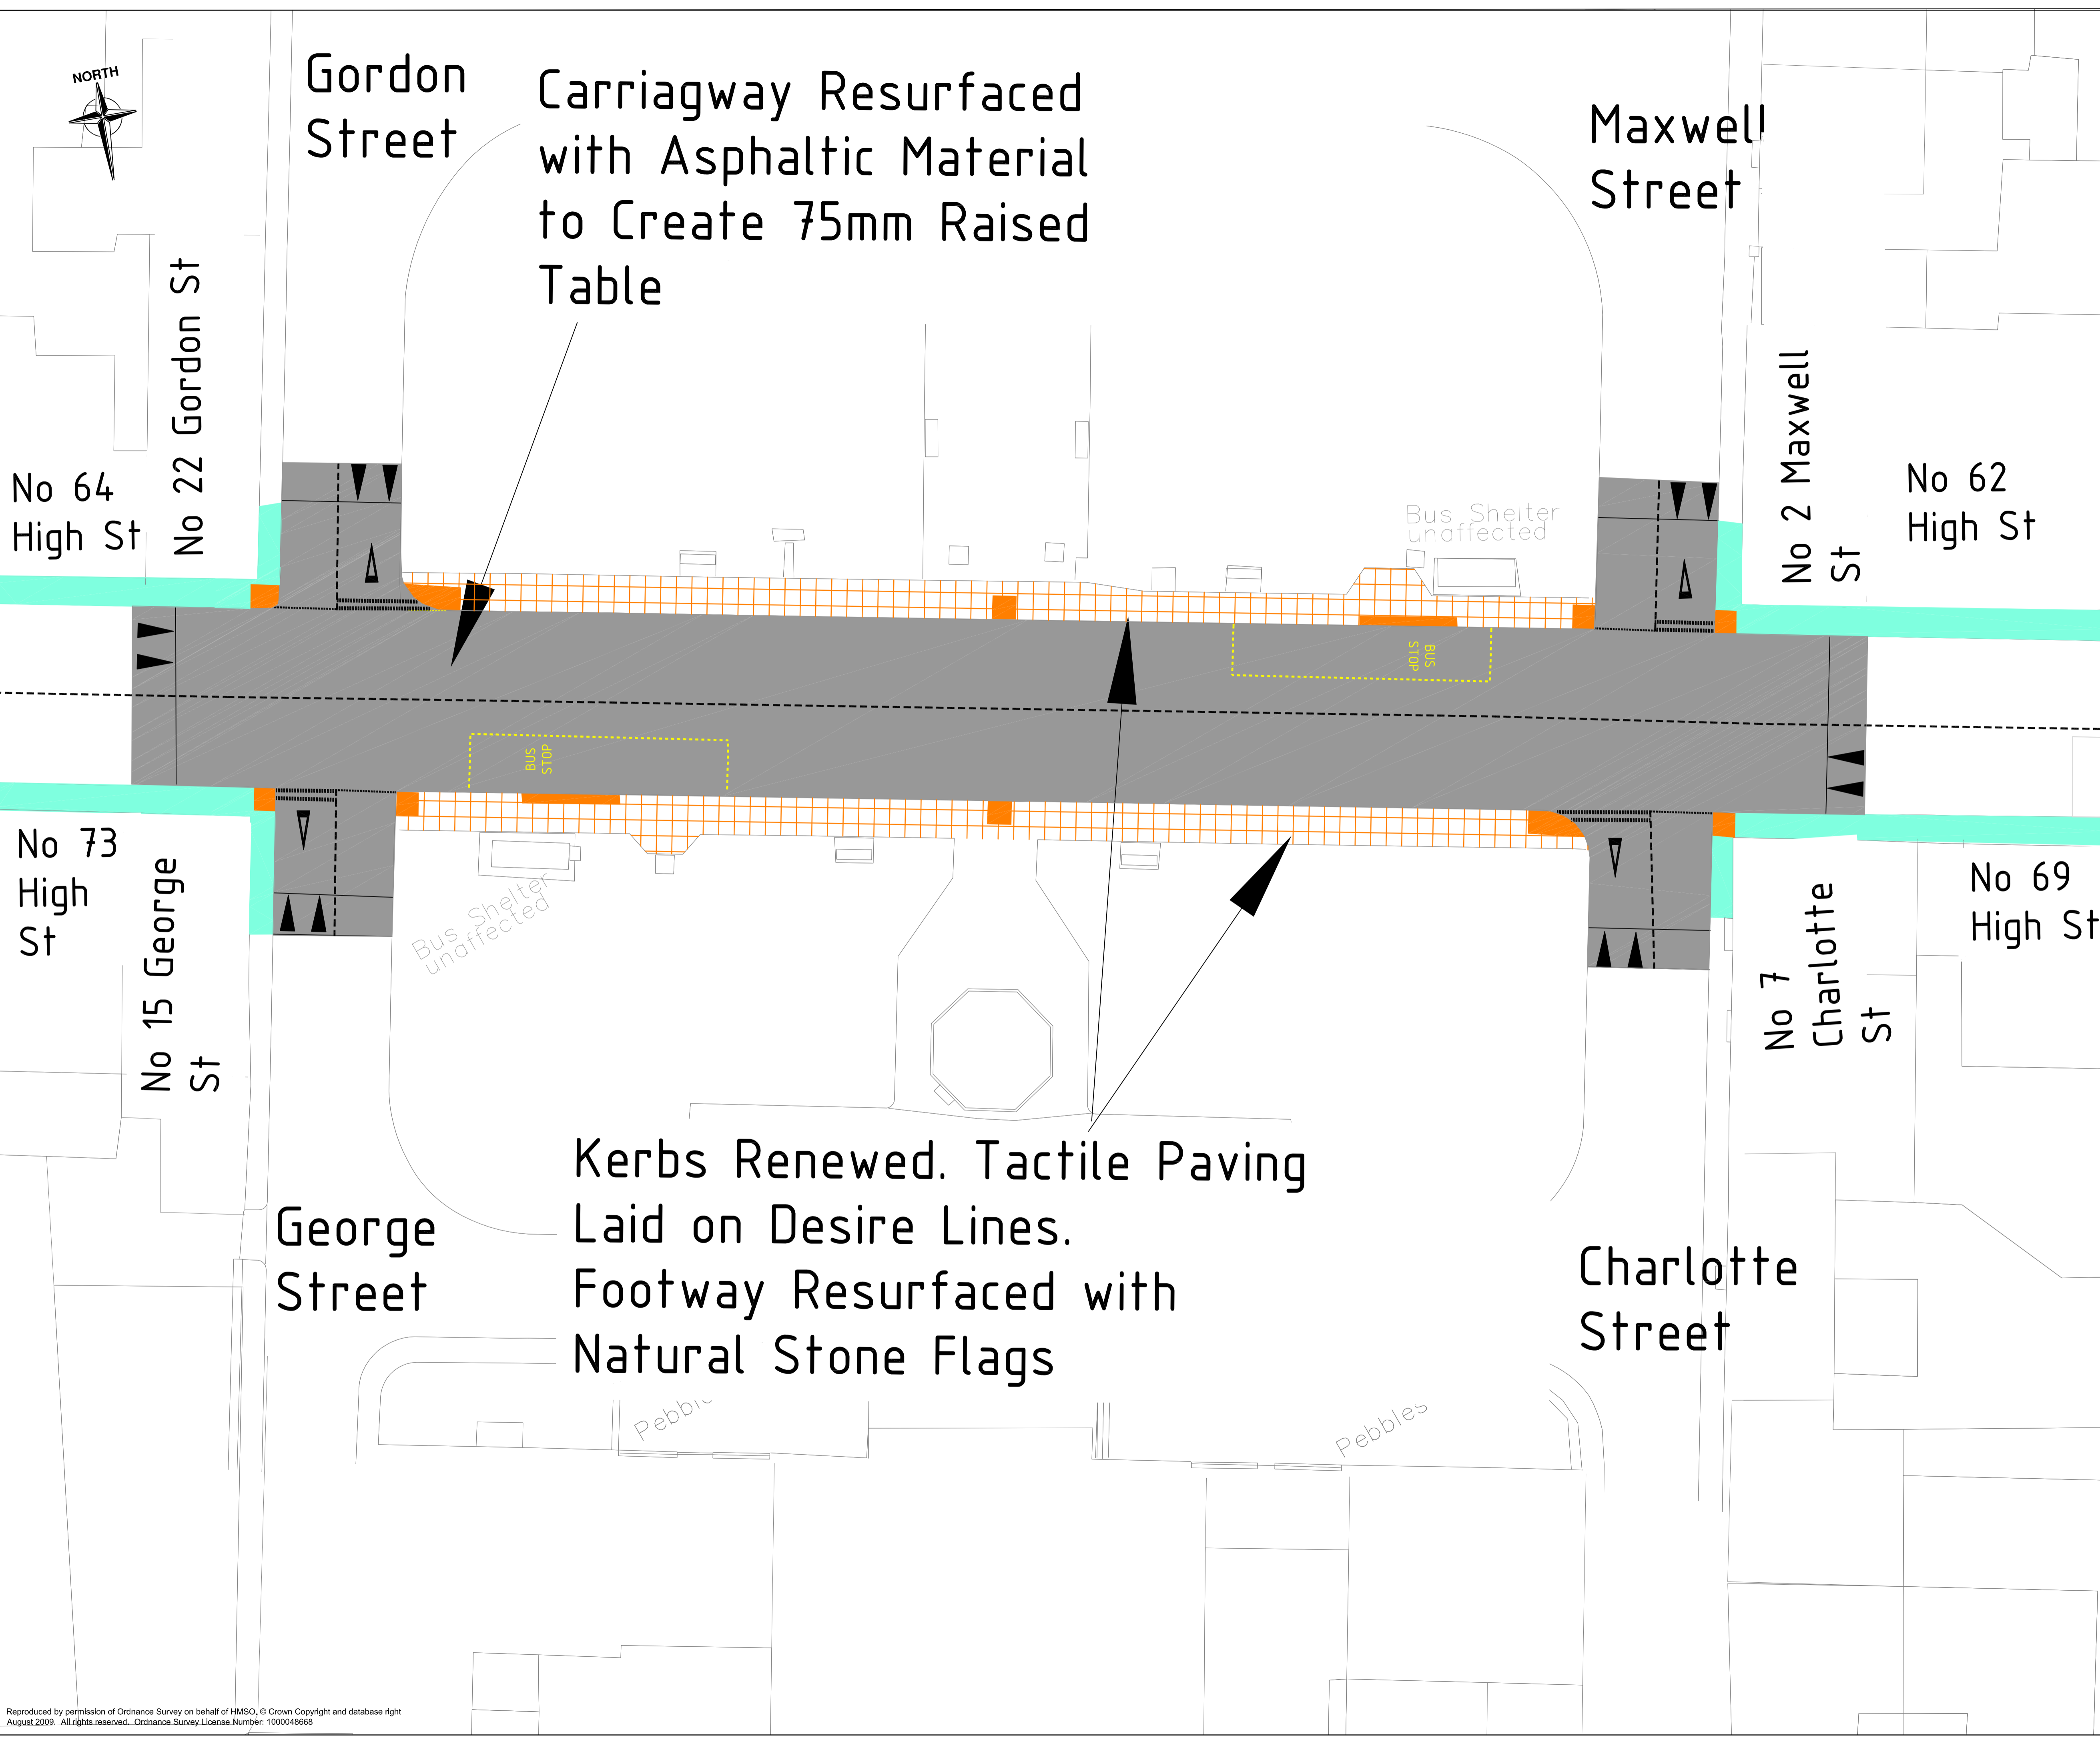 NORTH
Gordon
Street
Carriagway Resurfaced
with Asphaltic Material
to Create 75mm Raised
Table
Maxwell
Street
No 22 Gordon St
No 64
High St
No 2 Maxwell
St
No 62
High St
Bus Shelter
unaffected
BUS
STOP
BUS
STOP
No 73
High
St
No 15 George
St
Bus Shelter
unaffected
No 69
High St
No 7
Charlotte
St
Kerbs Renewed. Tactile Paving
Laid on Desire Lines.
Footway Resurfaced with
Natural Stone Flags
George
Street
Charlotte
Street
Pebbles
Reproduced by permission of Ordnance Survey on behalf of HMSO, © Crown Copyright and database right
August 2009. All rights reserved. Ordnance Survey License Number: 1000048668